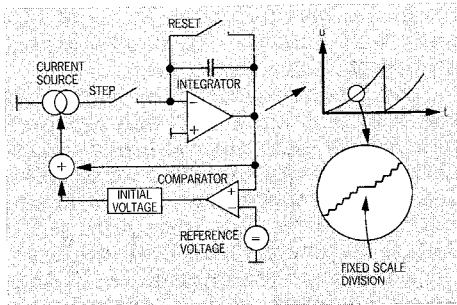 RESET
u
CURRENT
SOURCE
STEP
INTEGRATOR
−
+
t
+
COMPARATOR
INITIAL
VOLTAGE
+
−
REFERENCE
VOLTAGE
=
FIXED SCALE
DIVISION